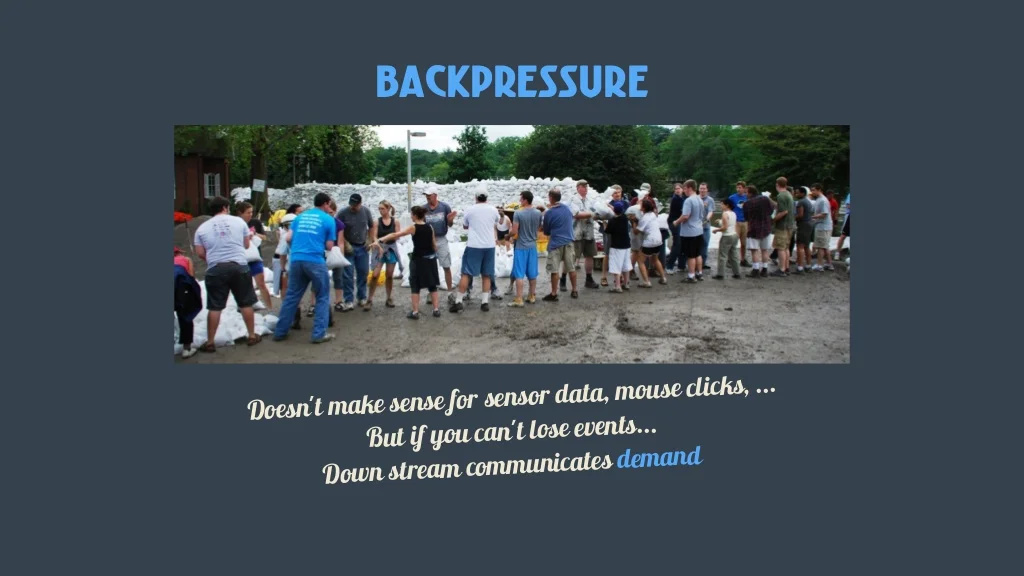 BACKPRESSURE
Doesn't make sense for sensor data, mouse clicks, ...
But if you can't lose events...
Down stream communicates demand